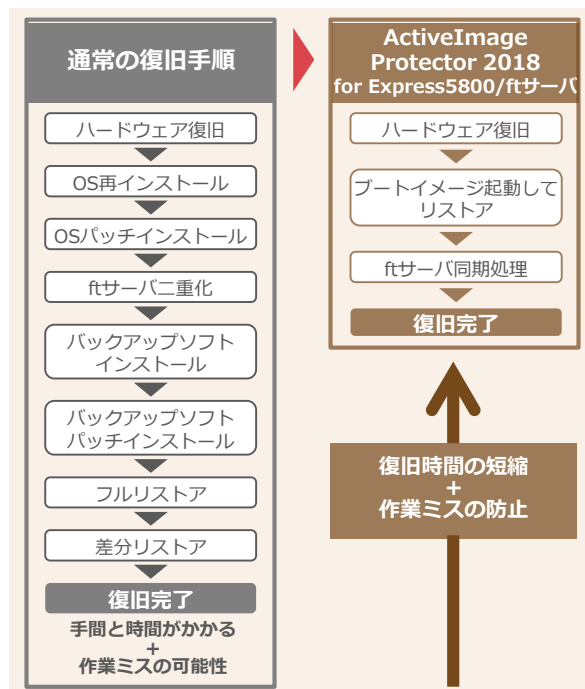 通常の復旧手順
ハードウェア復旧
OS再インストール
OSパッチインストール
ftサーバ二重化
バックアップソフト
インストール
バックアップソフト
パッチインストール
フルリストア
差分リストア
復旧完了
手間と時間がかかる
+
作業ミスの可能性
ActiveImage
Protector 2018
for Express5800/ftサーバ
ハードウェア復旧
ブートイメージ起動して
リストア
ftサーバ同期処理
復旧完了
復旧時間の短縮
+
作業ミスの防止